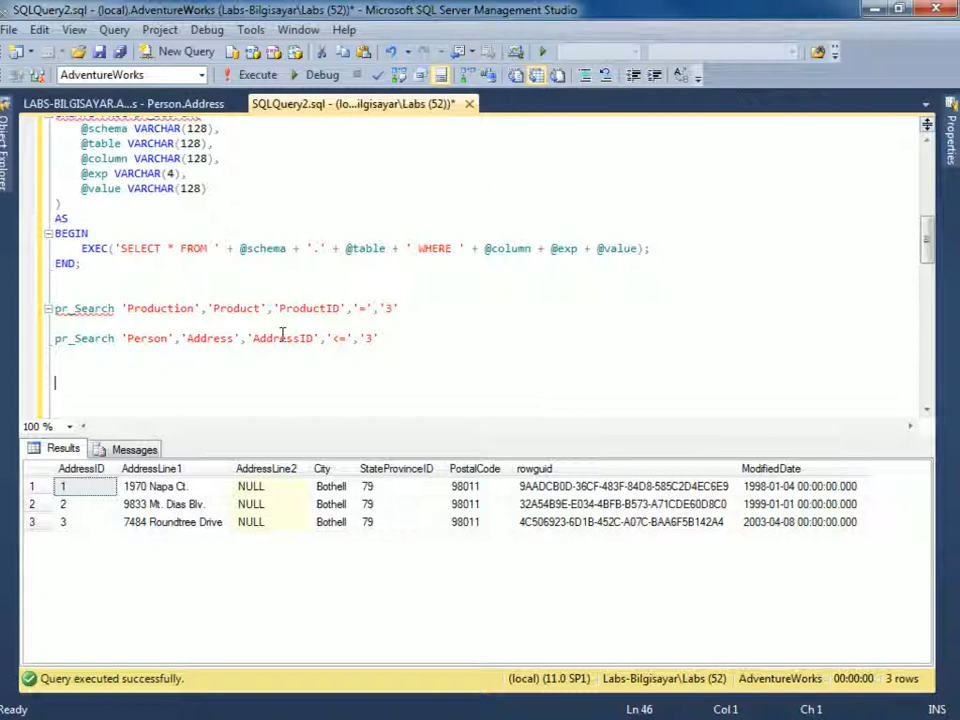 SQLQuery2.sql - (local).AdventureWorks (Labs-Bilgisayar\Labs (52))* - Microsoft SQL Server Management Studio
File Edit View Query Project Debug Tools Window Help
New Query
AdventureWorks Execute Debug
LABS-BILGISAYAR.A...s - Person.Address SQLQuery2.sql - (lo...ilgisayar\Labs (52))*
Object Explorer
Properties
@schema VARCHAR(128),
@table VARCHAR(128),
@column VARCHAR(128),
@exp VARCHAR(4),
@value VARCHAR(128)
)
AS
BEGIN
EXEC('SELECT * FROM ' + @schema + '.' + @table + ' WHERE ' + @column + @exp + @value);
END;
pr_Search 'Production','Product','ProductID','=','3'
pr_Search 'Person','Address','AddressID','<=','3'
100 %
Results Messages
AddressID AddressLine1 AddressLine2 City StateProvinceID PostalCode rowguid ModifiedDate
1 1 1970 Napa Ct. NULL Bothell 79 98011 9AADCB0D-36CF-483F-84D8-585C2D4EC6E9 1998-01-04 00:00:00.000
2 2 9833 Mt. Dias Blv. NULL Bothell 79 98011 32A54B9E-E034-4BFB-B573-A71CDE60D8C0 1999-01-01 00:00:00.000
3 3 7484 Roundtree Drive NULL Bothell 79 98011 4C506923-6D1B-452C-A07C-BAA6F5B142A4 2003-04-08 00:00:00.000
Query executed successfully. (local) (11.0 SP1) Labs-Bilgisayar\Labs (52) AdventureWorks 00:00:00 3 rows
Ready Ln 46 Col 1 Ch 1 INS